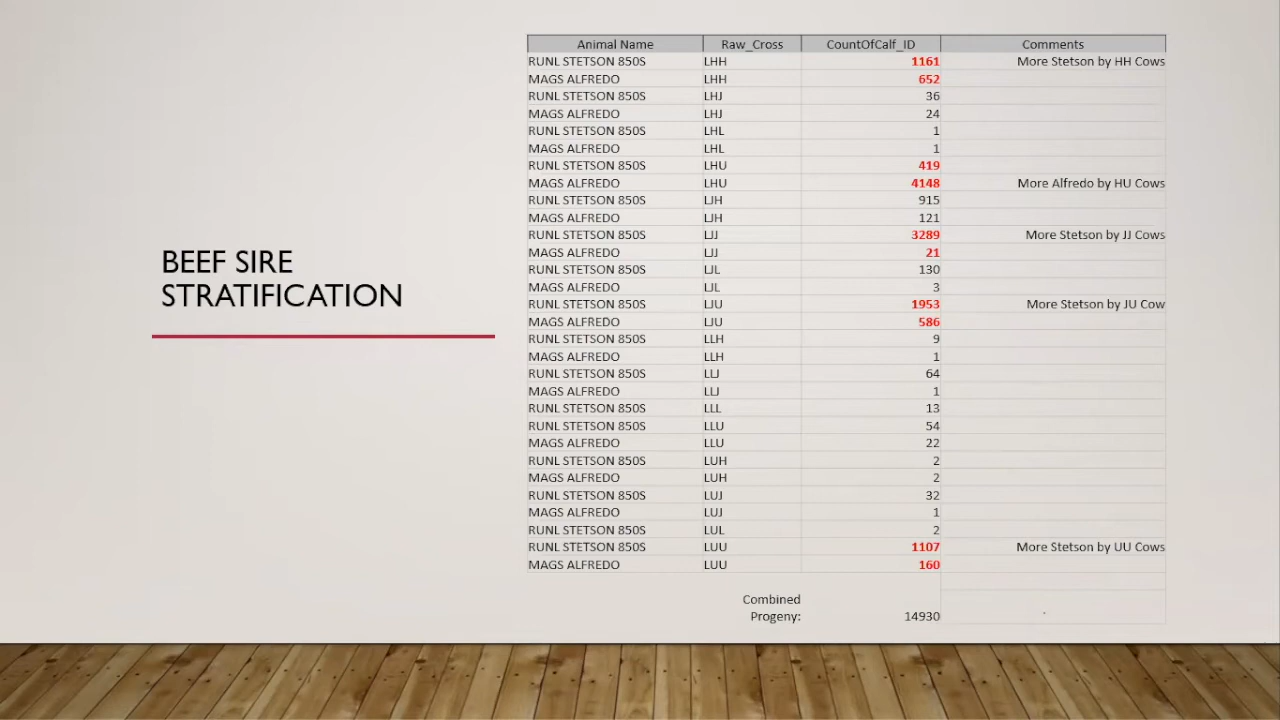 BEEF SIRE
STRATIFICATION
Animal Name Raw_Cross CountOfCalf_ID Comments
RUNL STETSON 850S LHH 1161 More Stetson by HH Cows
MAGS ALFREDO LHH 652
RUNL STETSON 850S LHJ 36
MAGS ALFREDO LHJ 24
RUNL STETSON 850S LHL 1
MAGS ALFREDO LHL 1
RUNL STETSON 850S LHU 419
MAGS ALFREDO LHU 4148 More Alfredo by HU Cows
RUNL STETSON 850S LJH 915
MAGS ALFREDO LJH 121
RUNL STETSON 850S LJJ 3289 More Stetson by JJ Cows
MAGS ALFREDO LJJ 21
RUNL STETSON 850S LJL 130
MAGS ALFREDO LJL 3
RUNL STETSON 850S LJU 1953 More Stetson by JU Cow
MAGS ALFREDO LJU 586
RUNL STETSON 850S LLH 9
MAGS ALFREDO LLH 1
RUNL STETSON 850S LLJ 64
MAGS ALFREDO LLJ 1
RUNL STETSON 850S LLL 13
RUNL STETSON 850S LLU 54
MAGS ALFREDO LLU 22
RUNL STETSON 850S LUH 2
MAGS ALFREDO LUH 2
RUNL STETSON 850S LUJ 32
MAGS ALFREDO LUJ 1
RUNL STETSON 850S LUL 2
RUNL STETSON 850S LUU 1107 More Stetson by UU Cows
MAGS ALFREDO LUU 160
Combined
Progeny: 14930